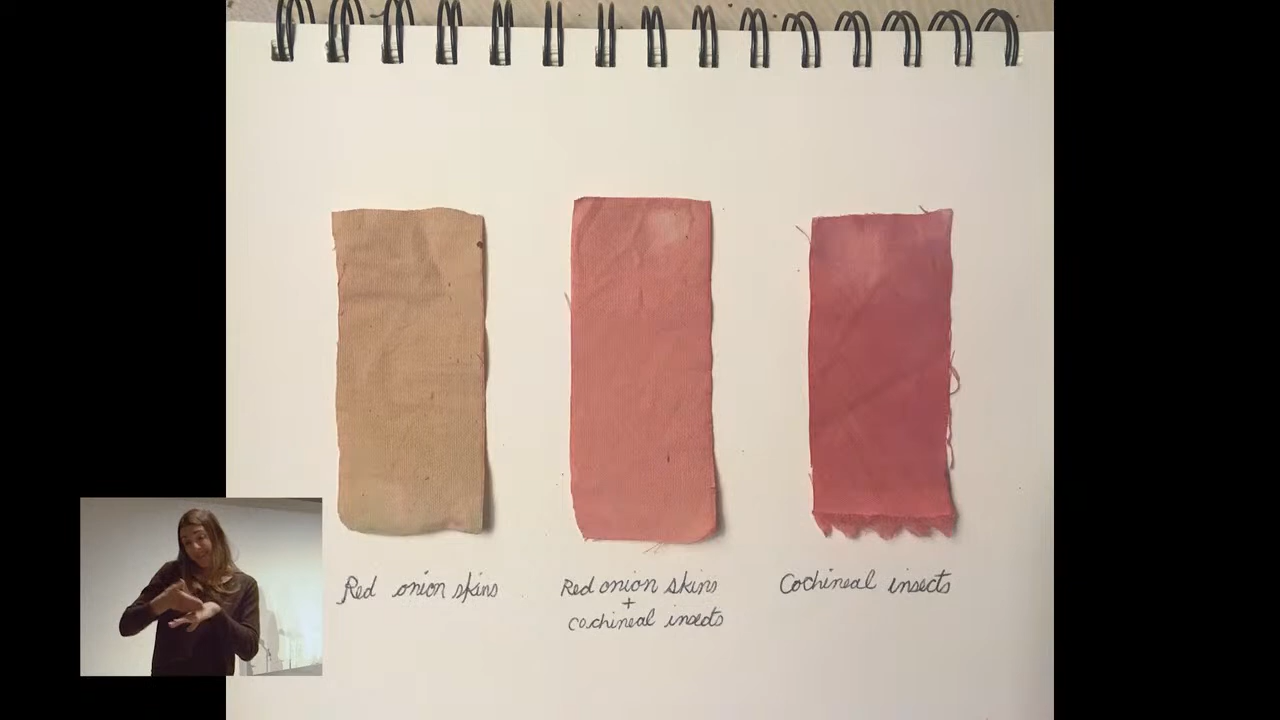 Red onion skins
Red onion skins
+
cochineal insects
Cochineal insects